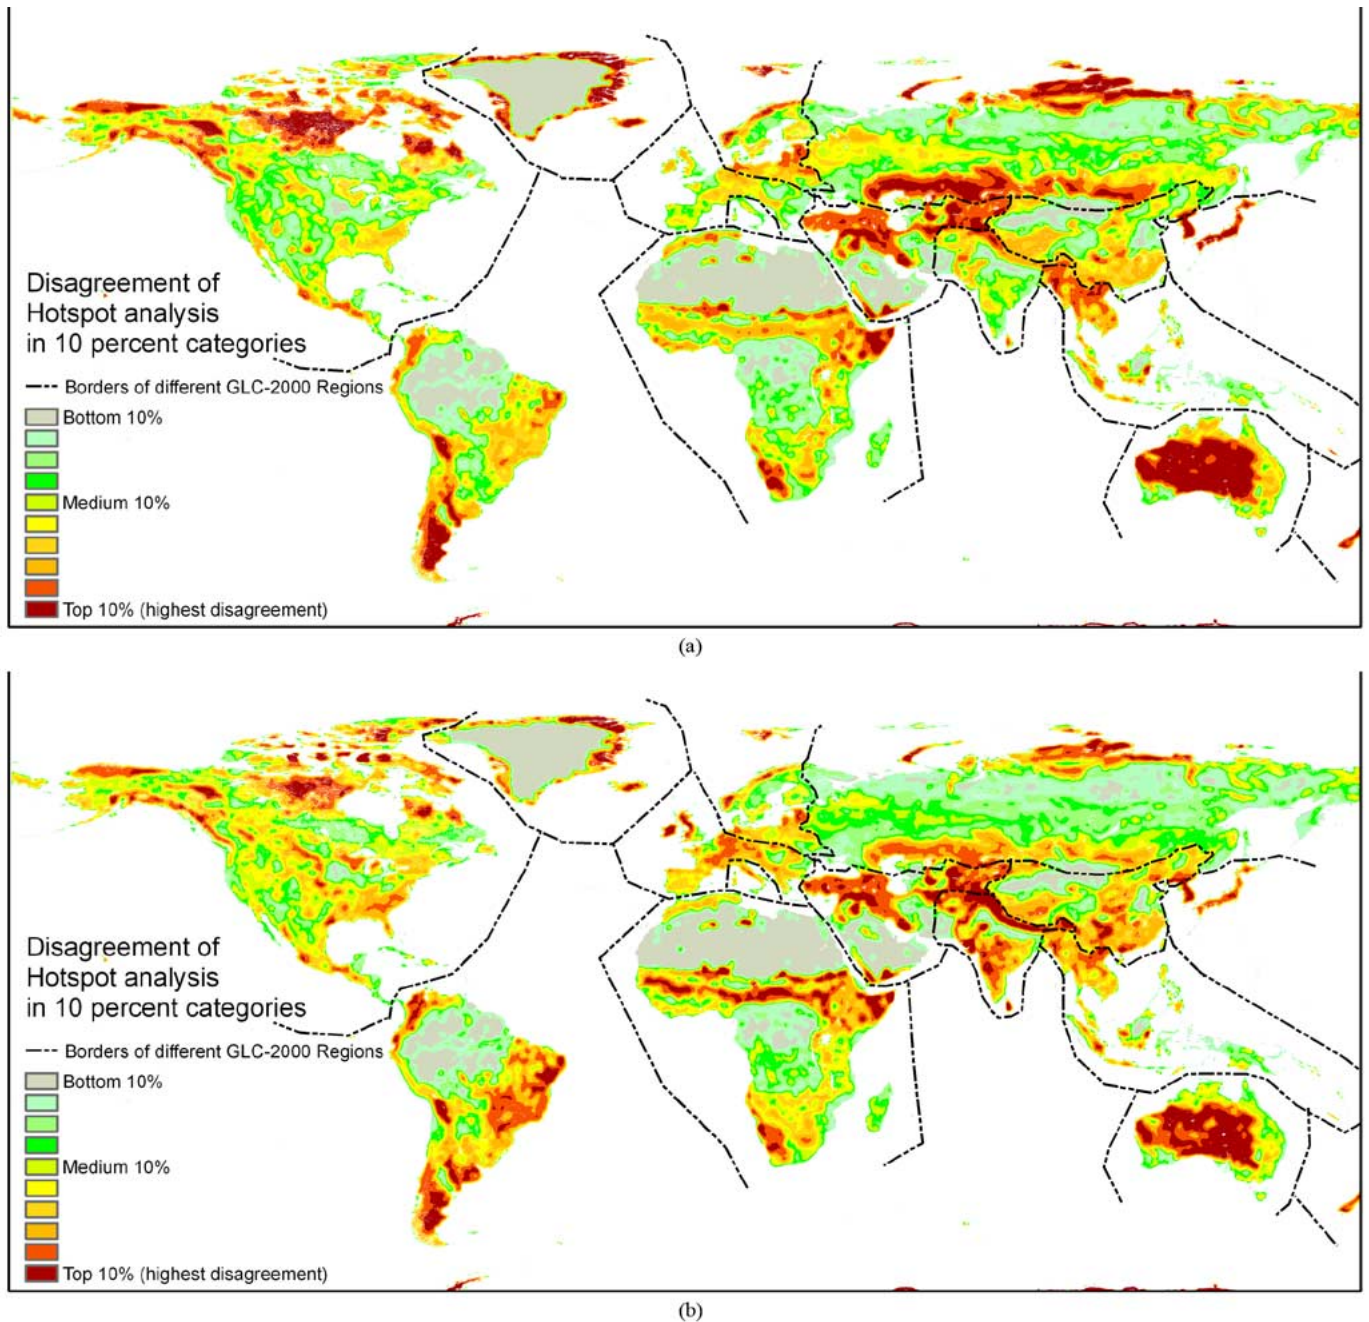 Disagreement of
Hotspot analysis
in 10 percent categories
Borders of different GLC-2000 Regions
Bottom 10%
Medium 10%
Top 10% (highest disagreement)
(a)
Disagreement of
Hotspot analysis
in 10 percent categories
Borders of different GLC-2000 Regions
Bottom 10%
Medium 10%
Top 10% (highest disagreement)
(b)